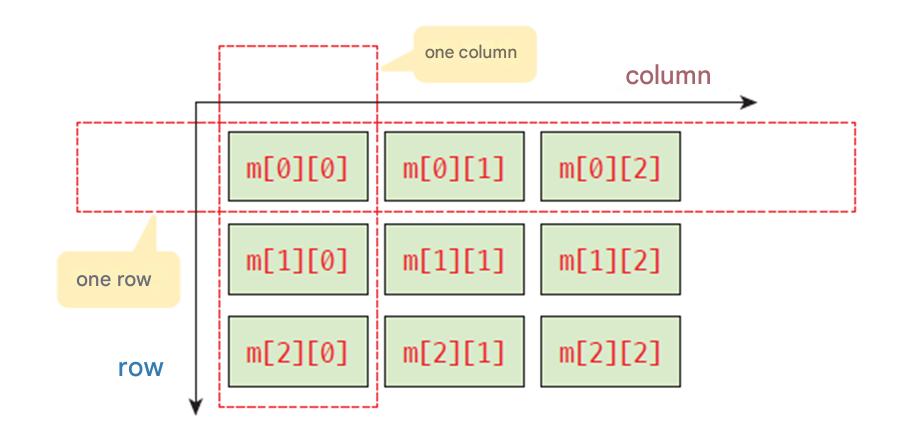 one column
column
m[0][0] m[0][1] m[0][2]
m[1][0] m[1][1] m[1][2]
one row
m[2][0] m[2][1] m[2][2]
row